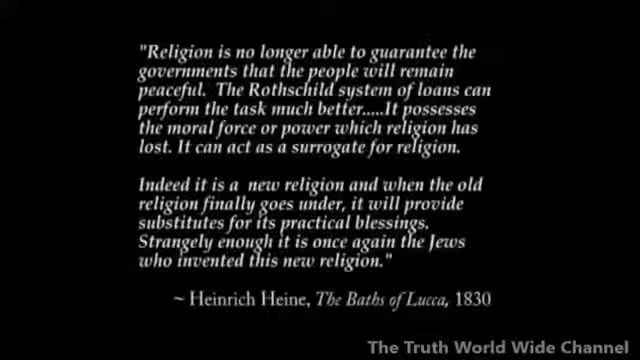 "Religion is no longer able to guarantee the
governments that the people will remain
peaceful. The Rothschild system of loans can
perform the task much better.....It possesses
the moral force or power which religion has
lost. It can act as a surrogate for religion.
Indeed it is a new religion and when the old
religion finally goes under, it will provide
substitutes for its practical blessings.
Strangely enough it is once again the Jews
who invented this new religion."
~ Heinrich Heine, The Baths of Lucca, 1830
The Truth World Wide Channel